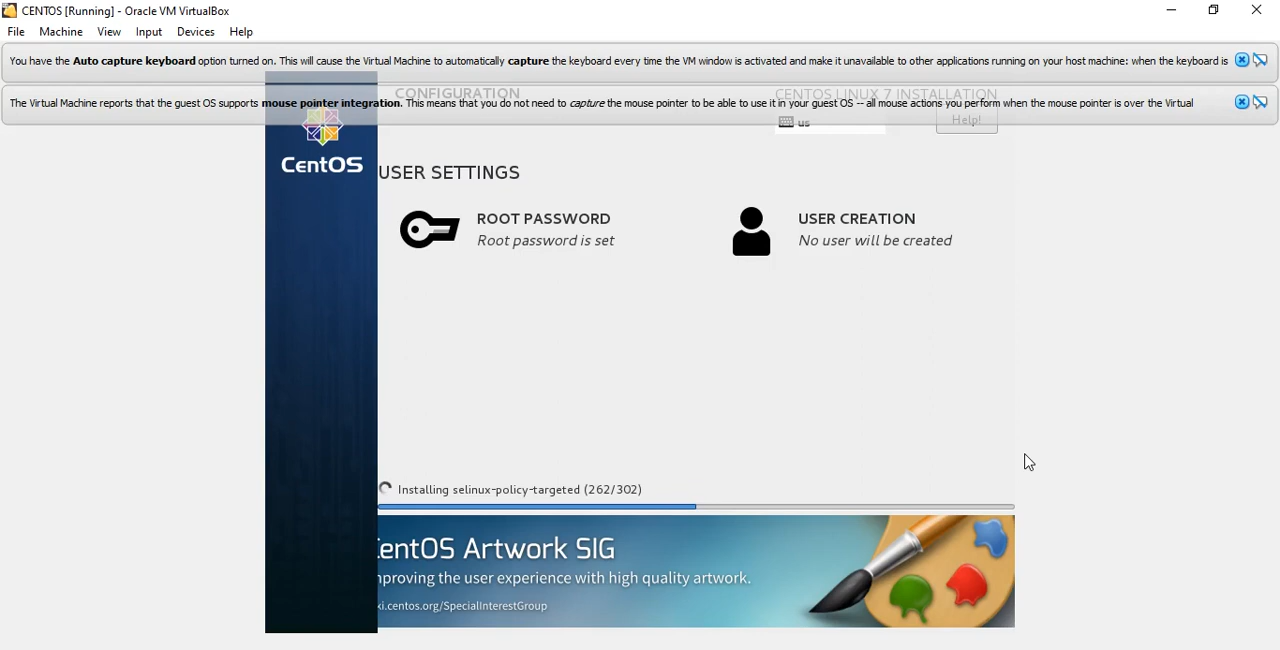 CENTOS [Running] - Oracle VM VirtualBox
File Machine View Input Devices Help
You have the Auto capture keyboard option turned on. This will cause the Virtual Machine to automatically capture the keyboard every time the VM window is activated and make it unavailable to other applications running on your host machine: when the keyboard is
CONFIGURATION
CENTOS LINUX 7 INSTALLATION
The Virtual Machine reports that the guest OS supports mouse pointer integration. This means that you do not need to capture the mouse pointer to be able to use it in your guest OS -- all mouse actions you perform when the mouse pointer is over the Virtual
us
Help!
CentOS
USER SETTINGS
ROOT PASSWORD
Root password is set
USER CREATION
No user will be created
Installing selinux-policy-targeted (262/302)
entOS Artwork SIG
proving the user experience with high quality artwork.
ki.centos.org/SpecialInterestGroup